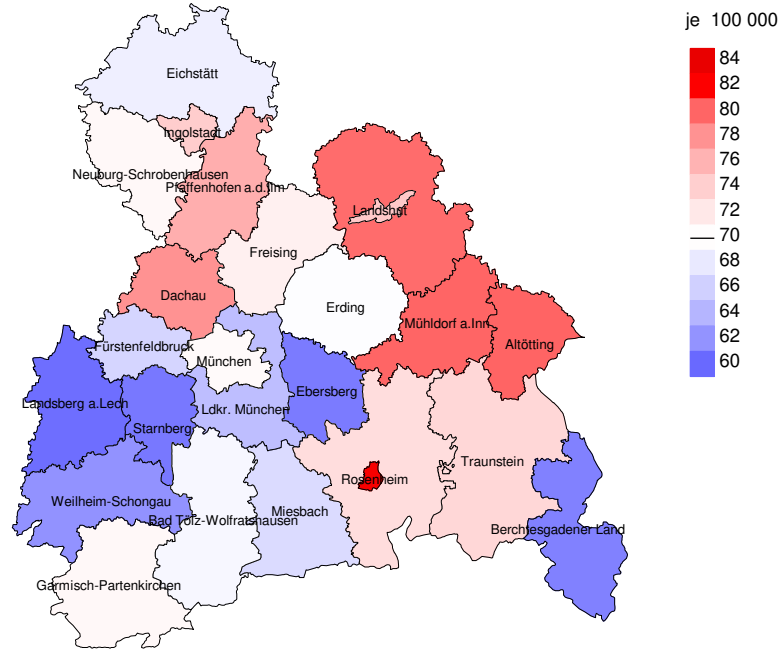 je 100 000
84
82
80
78
76
74
72
70
68
66
64
62
60
Eichstätt
Ingolstadt
Neuburg-Schrobenhausen
Pfaffenhofen a.d.Ilm
Landshut
Freising
Dachau
Erding
Mühldorf a.Inn
Altötting
Fürstenfeldbruck
München
Ebersberg
Landsberg a.Lech
Ldkr. München
Starnberg
Traunstein
Rosenheim
Weilheim-Schongau
Miesbach
Bad Tölz-Wolfratshausen
Berchtesgadener Land
Garmisch-Partenkirchen